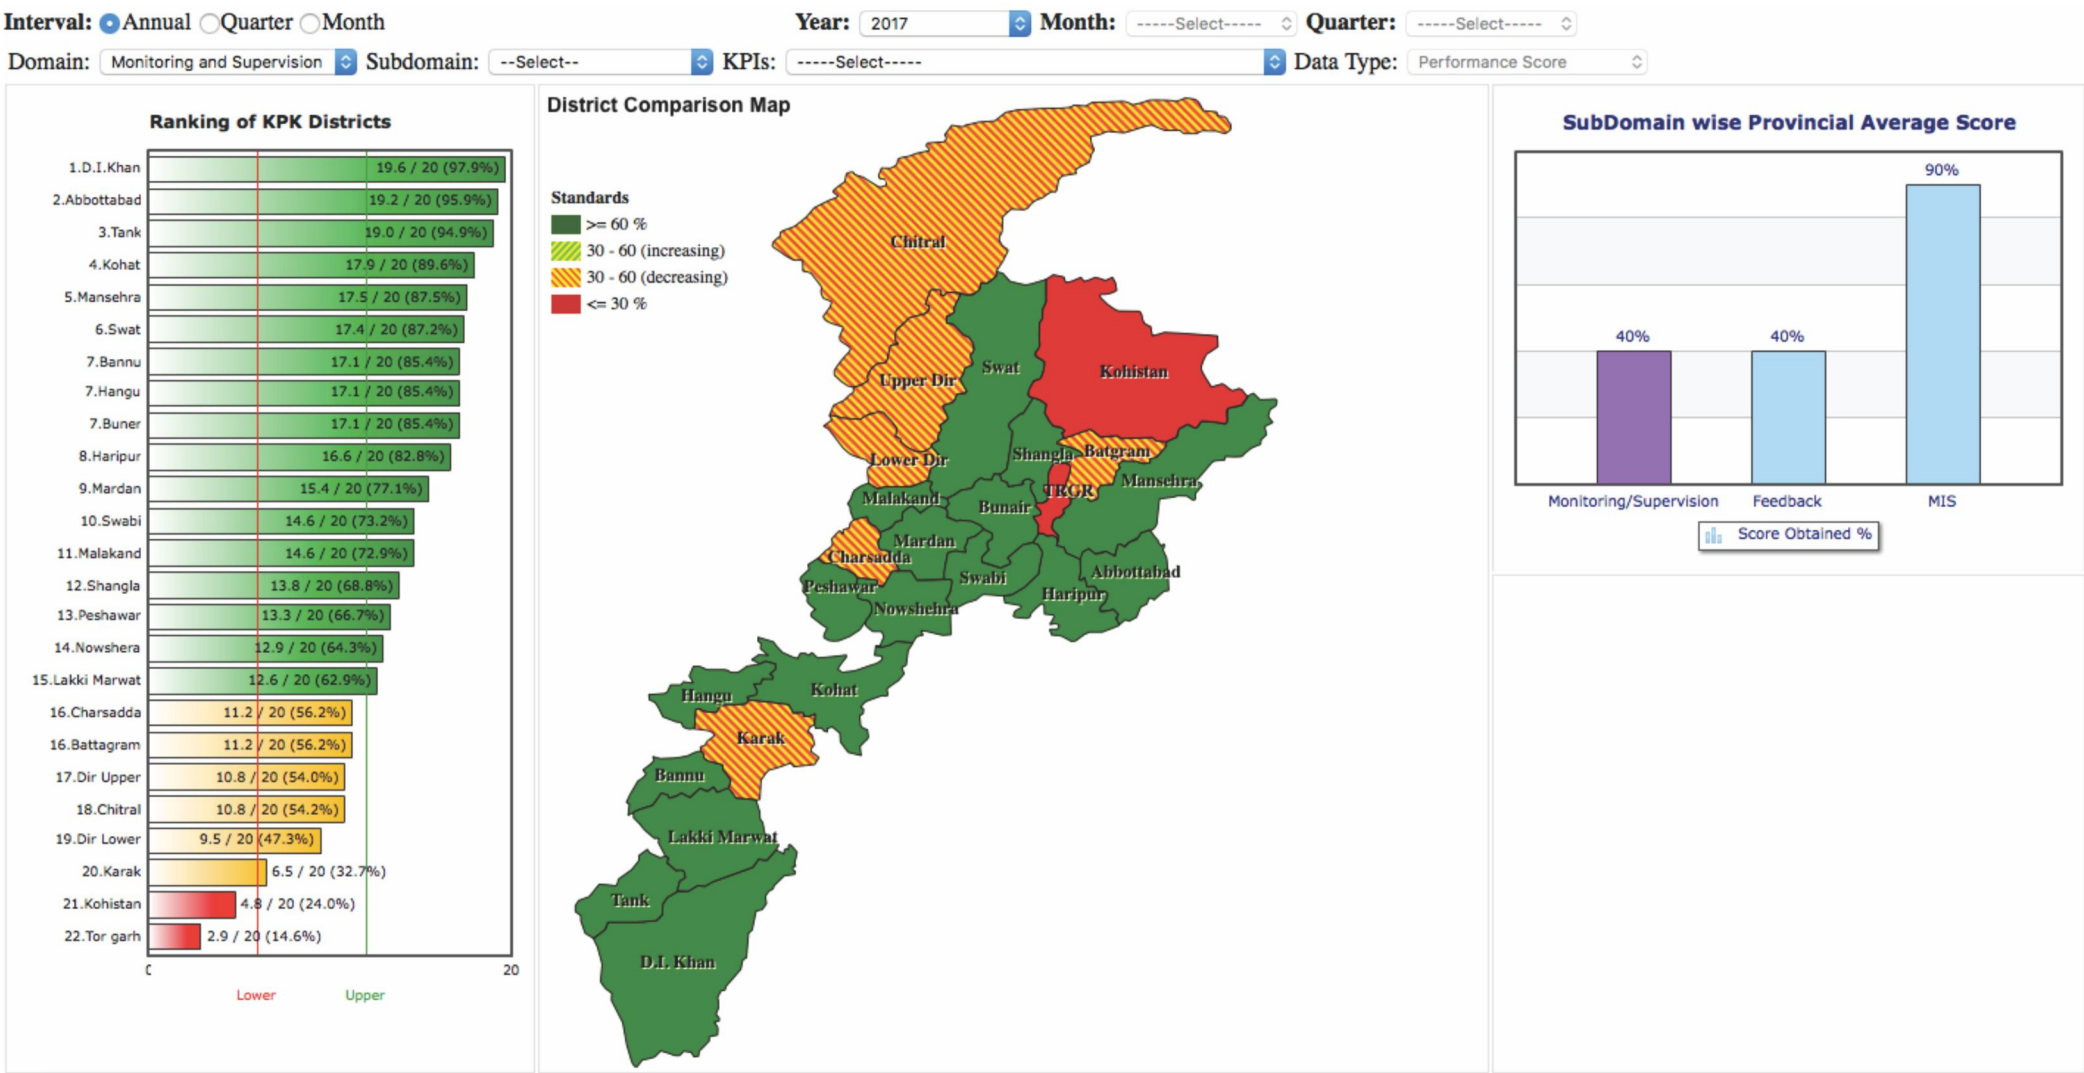 Interval: Annual Quarter Month Year: 2017 Month: -----Select----- Quarter: -----Select-----
Domain: Monitoring and Supervision Subdomain: --Select-- KPIs: -----Select----- Data Type: Performance Score
Ranking of KPK Districts
1.D.I.Khan 19.6 / 20 (97.9%)
2.Abbottabad 19.2 / 20 (95.9%)
3.Tank 19.0 / 20 (94.9%)
4.Kohat 17.9 / 20 (89.6%)
5.Mansehra 17.5 / 20 (87.5%)
6.Swat 17.4 / 20 (87.2%)
7.Bannu 17.1 / 20 (85.4%)
7.Hangu 17.1 / 20 (85.4%)
7.Buner 17.1 / 20 (85.4%)
8.Haripur 16.6 / 20 (82.8%)
9.Mardan 15.4 / 20 (77.1%)
10.Swabi 14.6 / 20 (73.2%)
11.Malakand 14.6 / 20 (72.9%)
12.Shangla 13.8 / 20 (68.8%)
13.Peshawar 13.3 / 20 (66.7%)
14.Nowshera 12.9 / 20 (64.3%)
15.Lakki Marwat 12.6 / 20 (62.9%)
16.Charsadda 11.2 / 20 (56.2%)
16.Battagram 11.2 / 20 (56.2%)
17.Dir Upper 10.8 / 20 (54.0%)
18.Chitral 10.8 / 20 (54.2%)
19.Dir Lower 9.5 / 20 (47.3%)
20.Karak 6.5 / 20 (32.7%)
21.Kohistan 4.8 / 20 (24.0%)
22.Tor garh 2.9 / 20 (14.6%)
20
Lower Upper
District Comparison Map
Standards
>= 60 %
30 - 60 (increasing)
30 - 60 (decreasing)
<= 30 %
Chitral
Swat
Kohistan
Upper Dir
Lower Dir
Shangla
Batgram
Mansehra
TRGR
Malakand
Bunair
Mardan
Charsadda
Swabi
Abbottabad
Peshawar
Haripur
Nowshehra
Kohat
Hangu
Karak
Bannu
Lakki Marwat
Tank
D.I. Khan
SubDomain wise Provincial Average Score
90%
40% 40%
Monitoring/Supervision Feedback MIS
Score Obtained %